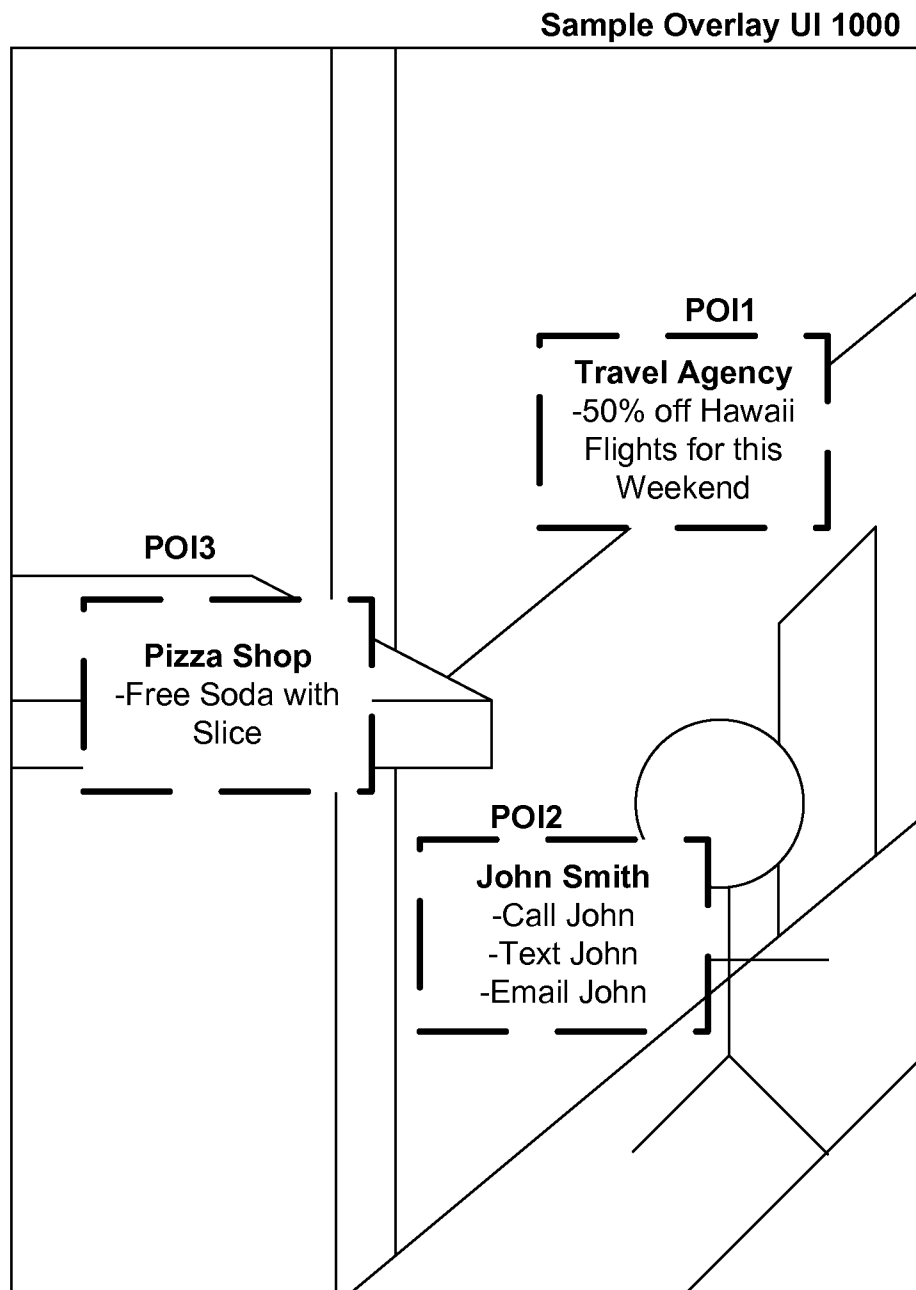 Sample Overlay UI 1000
POI1
Travel Agency
-50% off Hawaii
Flights for this
Weekend
POI3
Pizza Shop
-Free Soda with
Slice
POI2
John Smith
-Call John
-Text John
-Email John